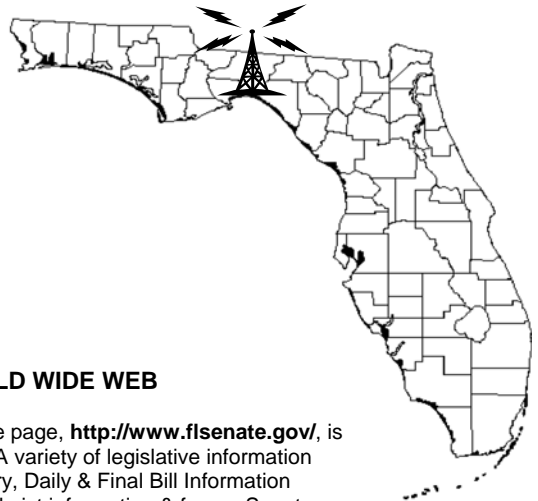 LD WIDE WEB
e page, http://www.flsenate.gov/, is
A variety of legislative information
ry, Daily & Final Bill Information